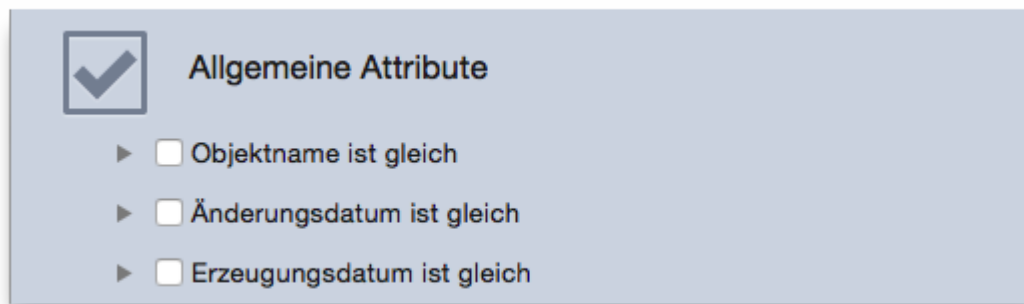 Allgemeine Attribute
Objektname ist gleich
Änderungsdatum ist gleich
Erzeugungsdatum ist gleich